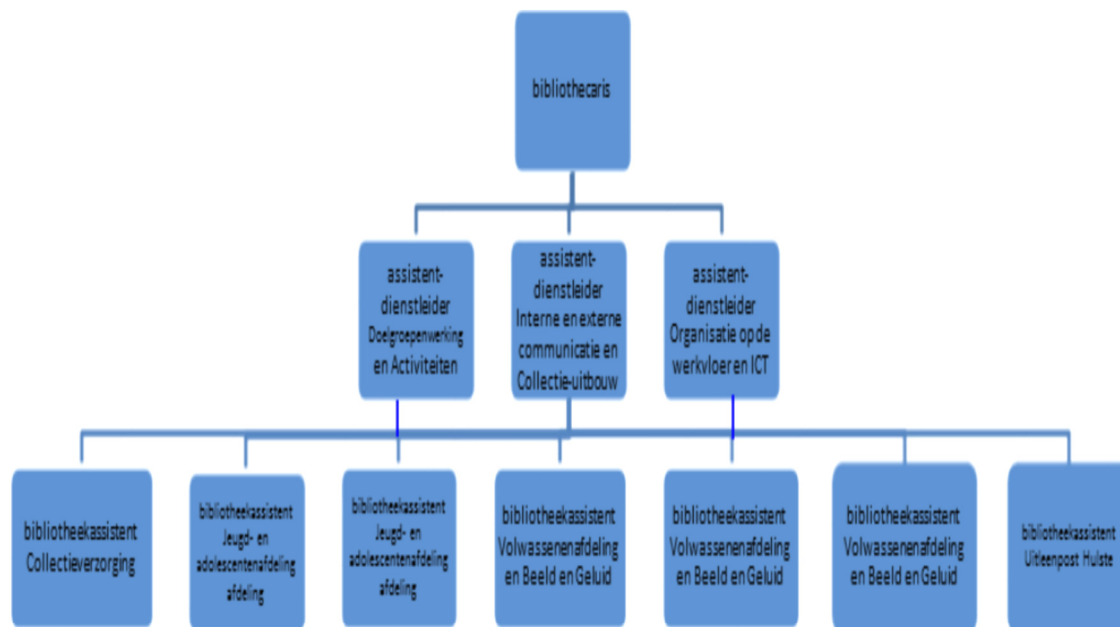 bibliothecaris
assistent-
dienstleider
Doelgroepenwerking
en Activiteiten
assistent-
dienstleider
Interne en externe
communicatie en
Collectie-uitbouw
assistent-
dienstleider
Organisatie op de
werkvloer en ICT
bibliotheekassistent
Collectieverzorging
bibliotheekassistent
Jeugd- en
adolescentenafdeling
afdeling
bibliotheekassistent
Jeugd- en
adolescentenafdeling
afdeling
bibliotheekassistent
Volwassenenafdeling
en Beeld en Geluid
bibliotheekassistent
Volwassenenafdeling
en Beeld en Geluid
bibliotheekassistent
Volwassenenafdeling
en Beeld en Geluid
bibliotheekassistent
Uitleenpost Hulste